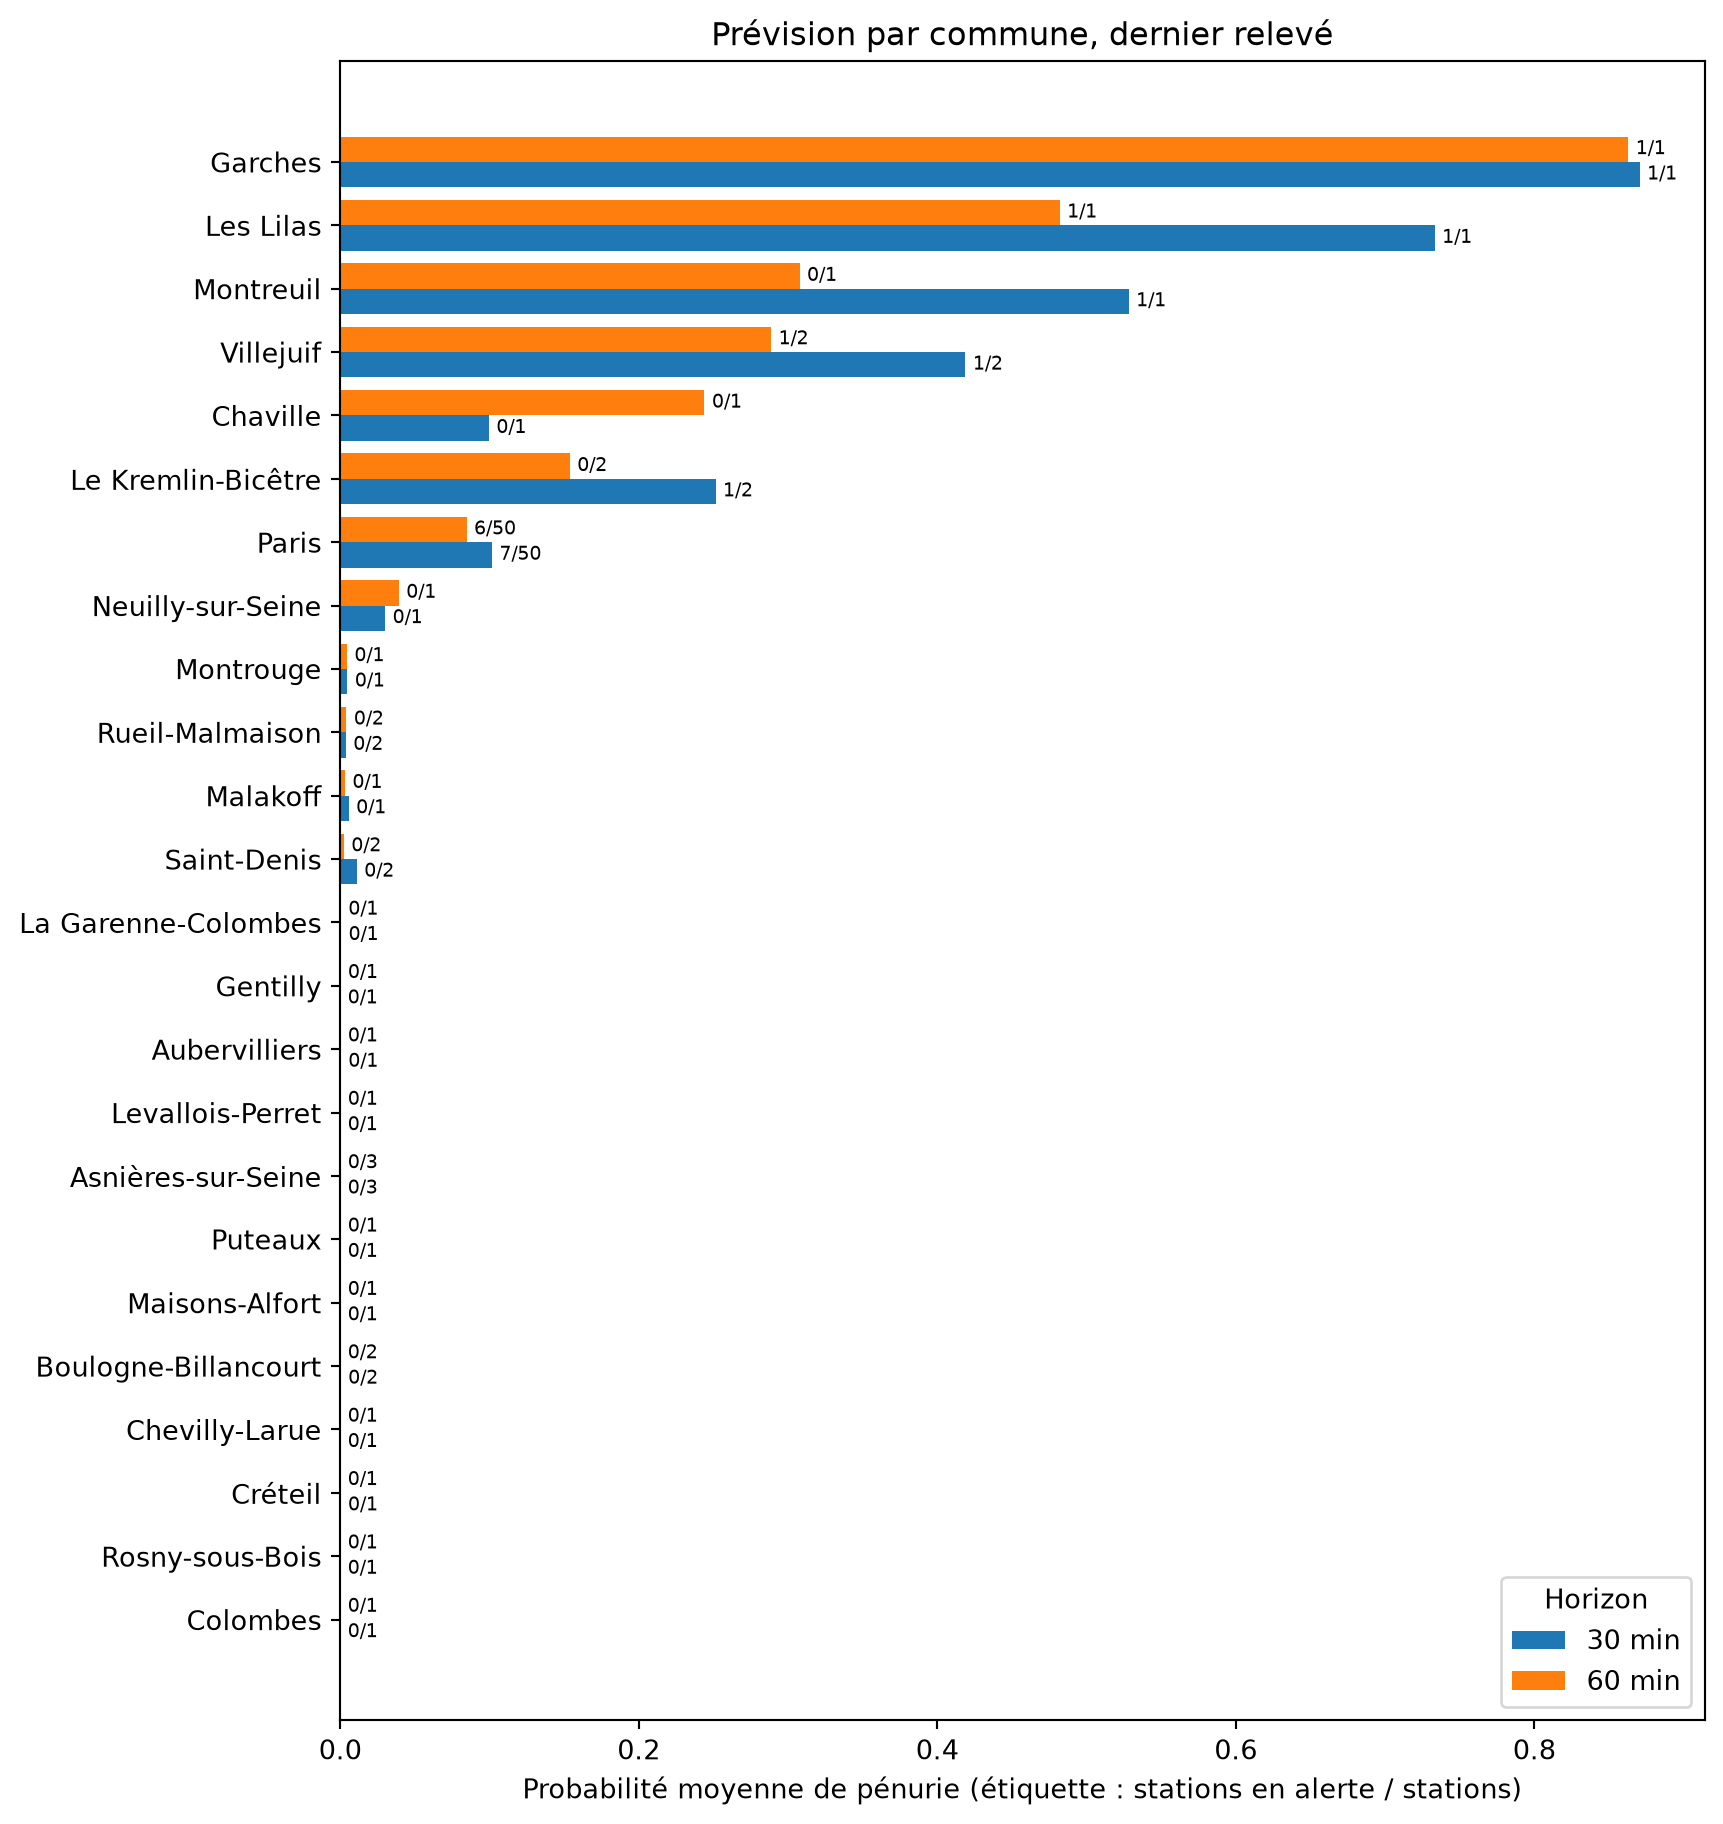 Prévision par commune, dernier relevé
Garches
1/1
1/1
Les Lilas
1/1
1/1
Montreuil
0/1
1/1
Villejuif
1/2
1/2
Chaville
0/1
0/1
Le Kremlin-Bicêtre
0/2
1/2
Paris
6/50
7/50
Neuilly-sur-Seine
0/1
0/1
Montrouge
0/1
0/1
Rueil-Malmaison
0/2
0/2
Malakoff
0/1
0/1
Saint-Denis
0/2
0/2
La Garenne-Colombes
0/1
0/1
Gentilly
0/1
0/1
Aubervilliers
0/1
0/1
Levallois-Perret
0/1
0/1
Asnières-sur-Seine
0/3
0/3
Puteaux
0/1
0/1
Maisons-Alfort
0/1
0/1
Boulogne-Billancourt
0/2
0/2
Chevilly-Larue
0/1
0/1
Créteil
0/1
0/1
Rosny-sous-Bois
0/1
0/1
Colombes
0/1
0/1
Horizon
30 min
60 min
0.0 0.2 0.4 0.6 0.8
Probabilité moyenne de pénurie (étiquette : stations en alerte / stations)